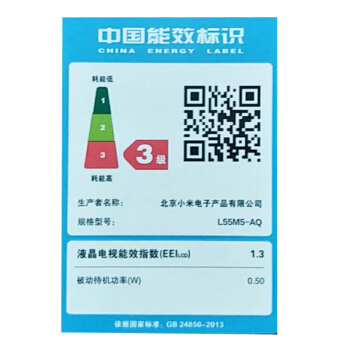 中国能效标识
CHINA ENERGY LABEL
耗能低
1
2
3
3级
耗能高
生产者名称： 北京小米电子产品有限公司
规格型号： L55M5-AQ
液晶电视能效指数(EEILCD) 1.3
被动待机功率(W) 0.50
依据国家标准：GB 24850-2013